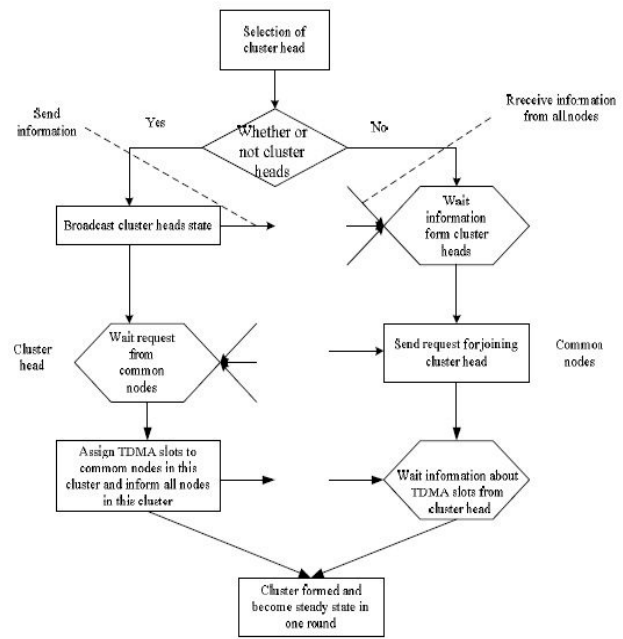 Selection of
cluster head
Send
information
Yes
Whether or
not cluster
heads
No
Rreceive information
from all nodes
Broadcast cluster heads state
Wait
information
form cluster
heads
Cluster
head
Wait request
from
common
nodes
Send request for joining
cluster head
Common
nodes
Assign TDMA slots to
common nodes in this
cluster and inform all nodes
in this cluster
Wait information about
TDMA slots from
cluster head
Cluster formed and
become steady state in
one round